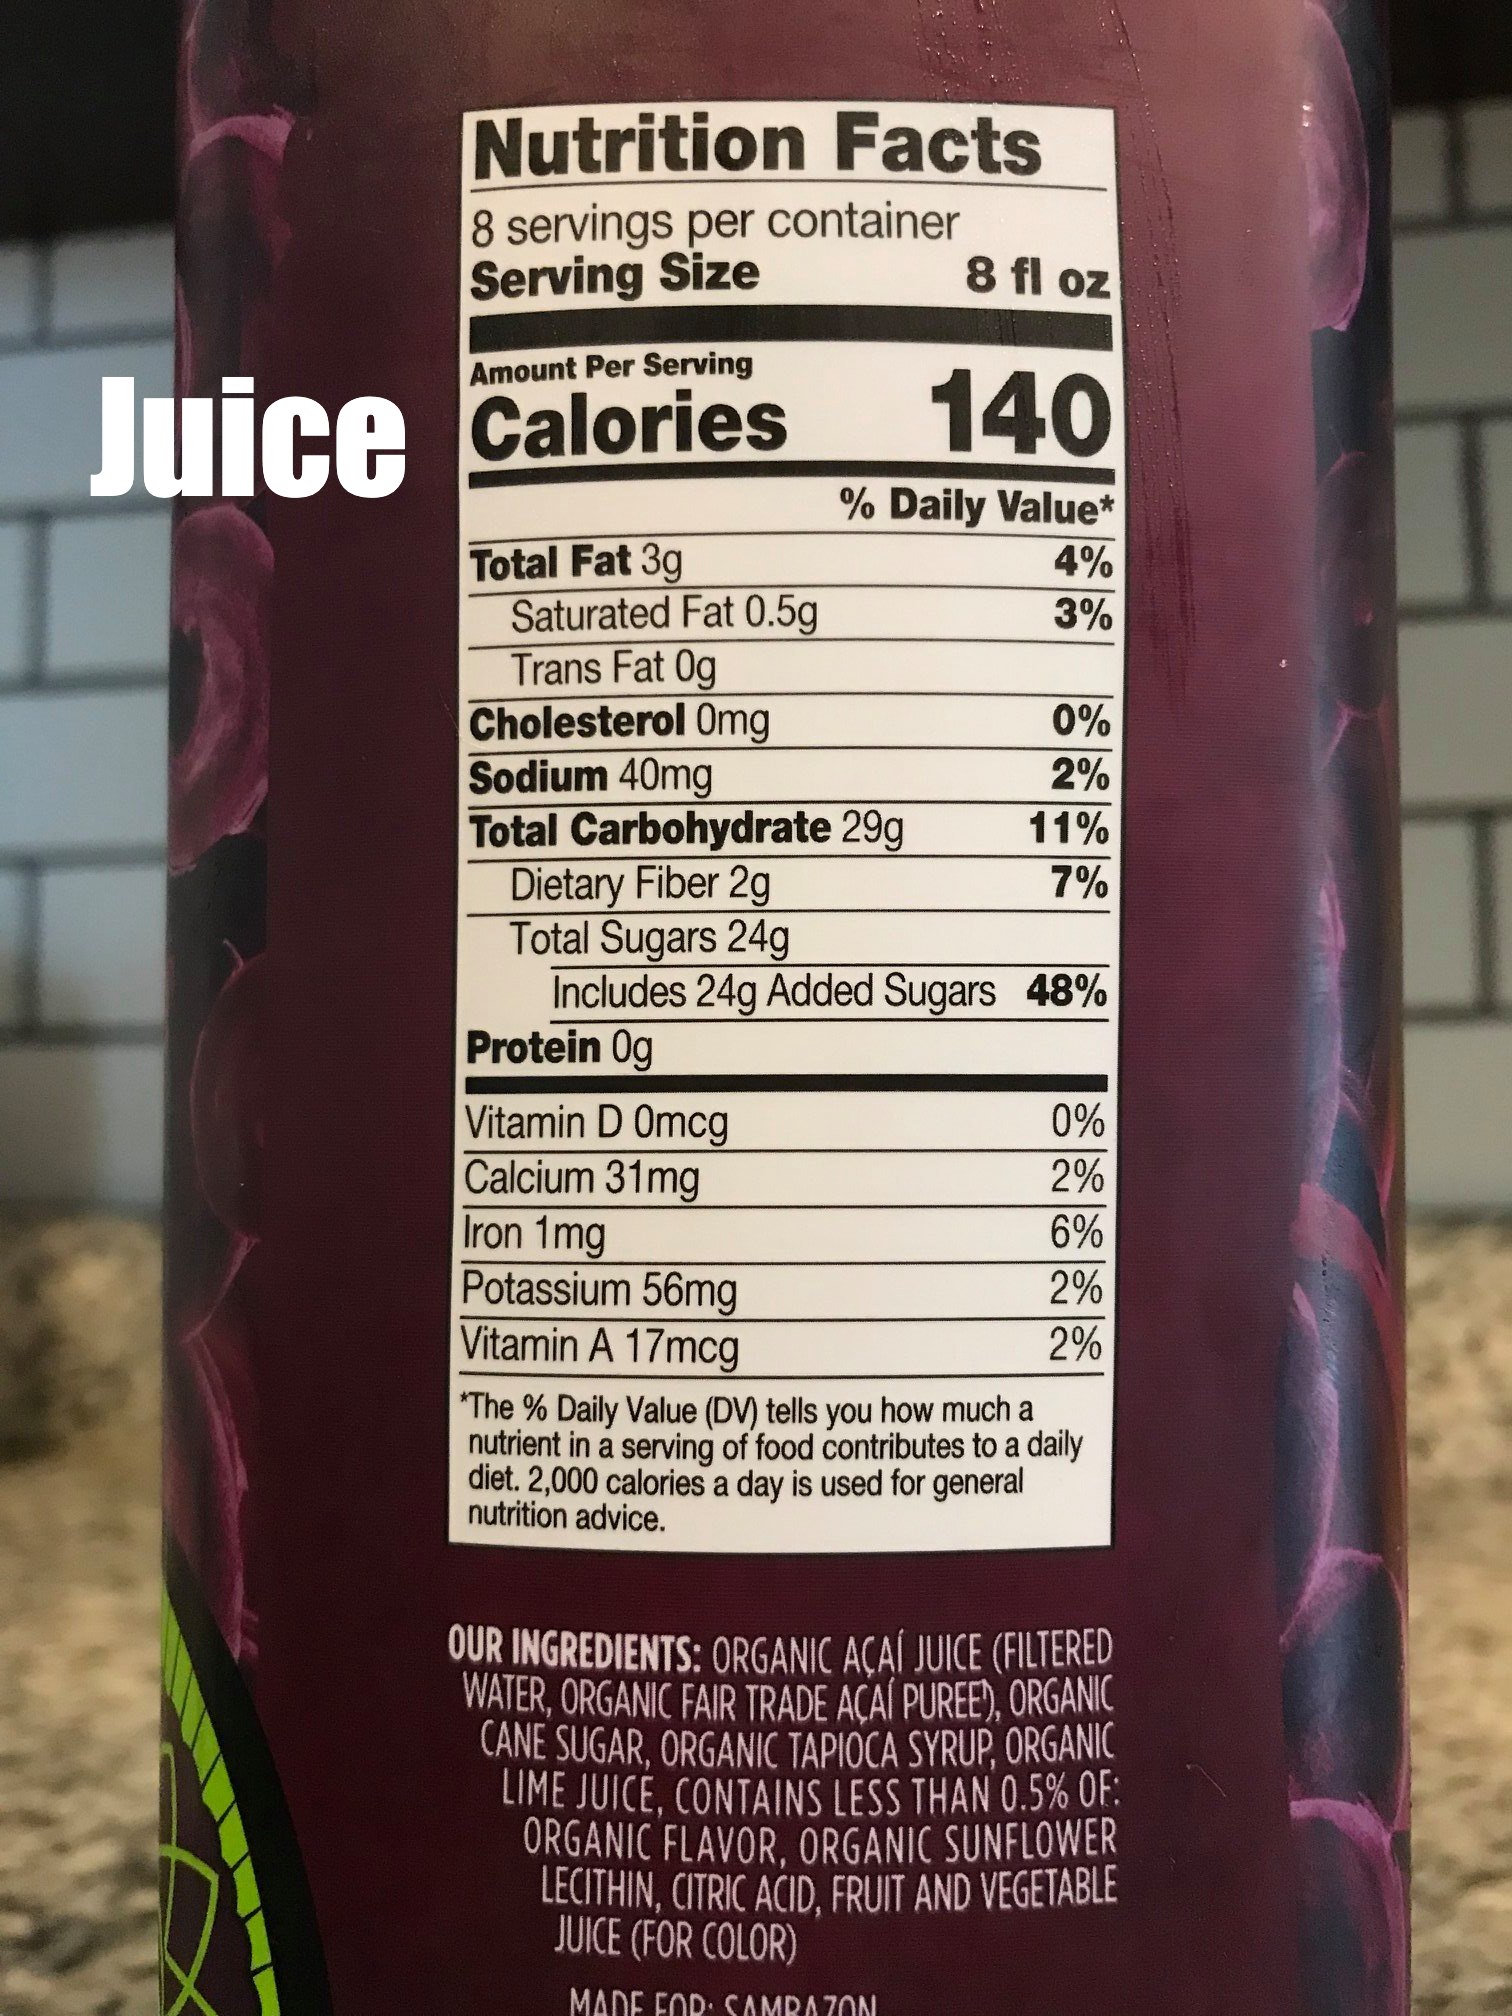 Nutrition Facts
8 servings per container
Serving Size 8 fl oz
Amount Per Serving
Calories 140
Juice
% Daily Value*
Total Fat 3g 4%
Saturated Fat 0.5g 3%
Trans Fat 0g
Cholesterol 0mg 0%
Sodium 40mg 2%
Total Carbohydrate 29g 11%
Dietary Fiber 2g 7%
Total Sugars 24g
Includes 24g Added Sugars 48%
Protein 0g
Vitamin D 0mcg 0%
Calcium 31mg 2%
Iron 1mg 6%
Potassium 56mg 2%
Vitamin A 17mcg 2%
*The % Daily Value (DV) tells you how much a
nutrient in a serving of food contributes to a daily
diet. 2,000 calories a day is used for general
nutrition advice.
OUR INGREDIENTS: ORGANIC AÇAÍ JUICE (FILTERED
WATER, ORGANIC FAIR TRADE AÇAÍ PUREE¹), ORGANIC
CANE SUGAR, ORGANIC TAPIOCA SYRUP, ORGANIC
LIME JUICE, CONTAINS LESS THAN 0.5% OF:
ORGANIC FLAVOR, ORGANIC SUNFLOWER
LECITHIN, CITRIC ACID, FRUIT AND VEGETABLE
JUICE (FOR COLOR)
MADE FOR: SAMBAZON